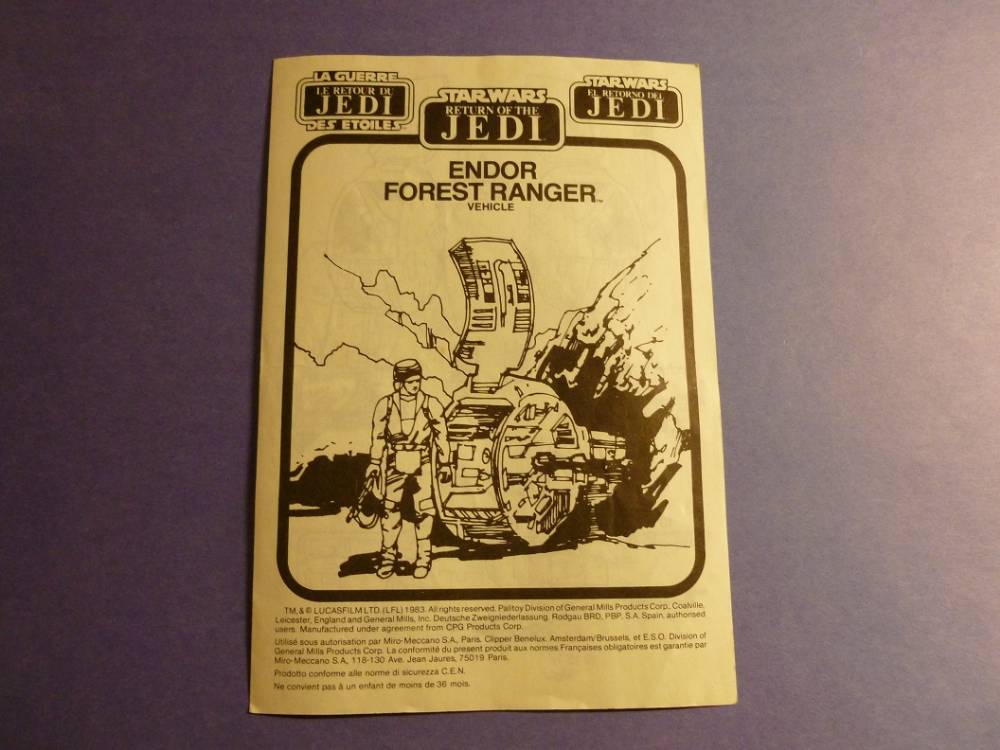 LA GUERRE
LE RETOUR DU
JEDI
DES ETOILES
STAR WARS
RETURN OF THE
JEDI
STAR WARS
EL RETORNO DEL
JEDI
ENDOR
FOREST RANGER™
VEHICLE
TM, & © LUCASFILM LTD. (LFL) 1983. All rights reserved. Palitoy Division of General Mills Products Corp., Coalville,
Leicester, England and General Mills, Inc. Deutsche Zweigniederlassung. Rodgau BRD, PBP, S.A. Spain, authorised
users. Manufactured under agreement from CPG Products Corp.
Utilisé sous autorisation par Miro-Meccano S.A., Paris. Clipper Benelux. Amsterdam/Brussels, et E.S.O. Division of
General Mills Products Corp. La conformité du present produit aux normes Françaises obligatoires est garantie par
Miro-Meccano S.A., 118-130 Ave. Jean Jaures, 75019 Paris.
Prodotto conforme alle norme di sicurezza C.E.N.
Ne convient pas à un enfant de moins de 36 mois.